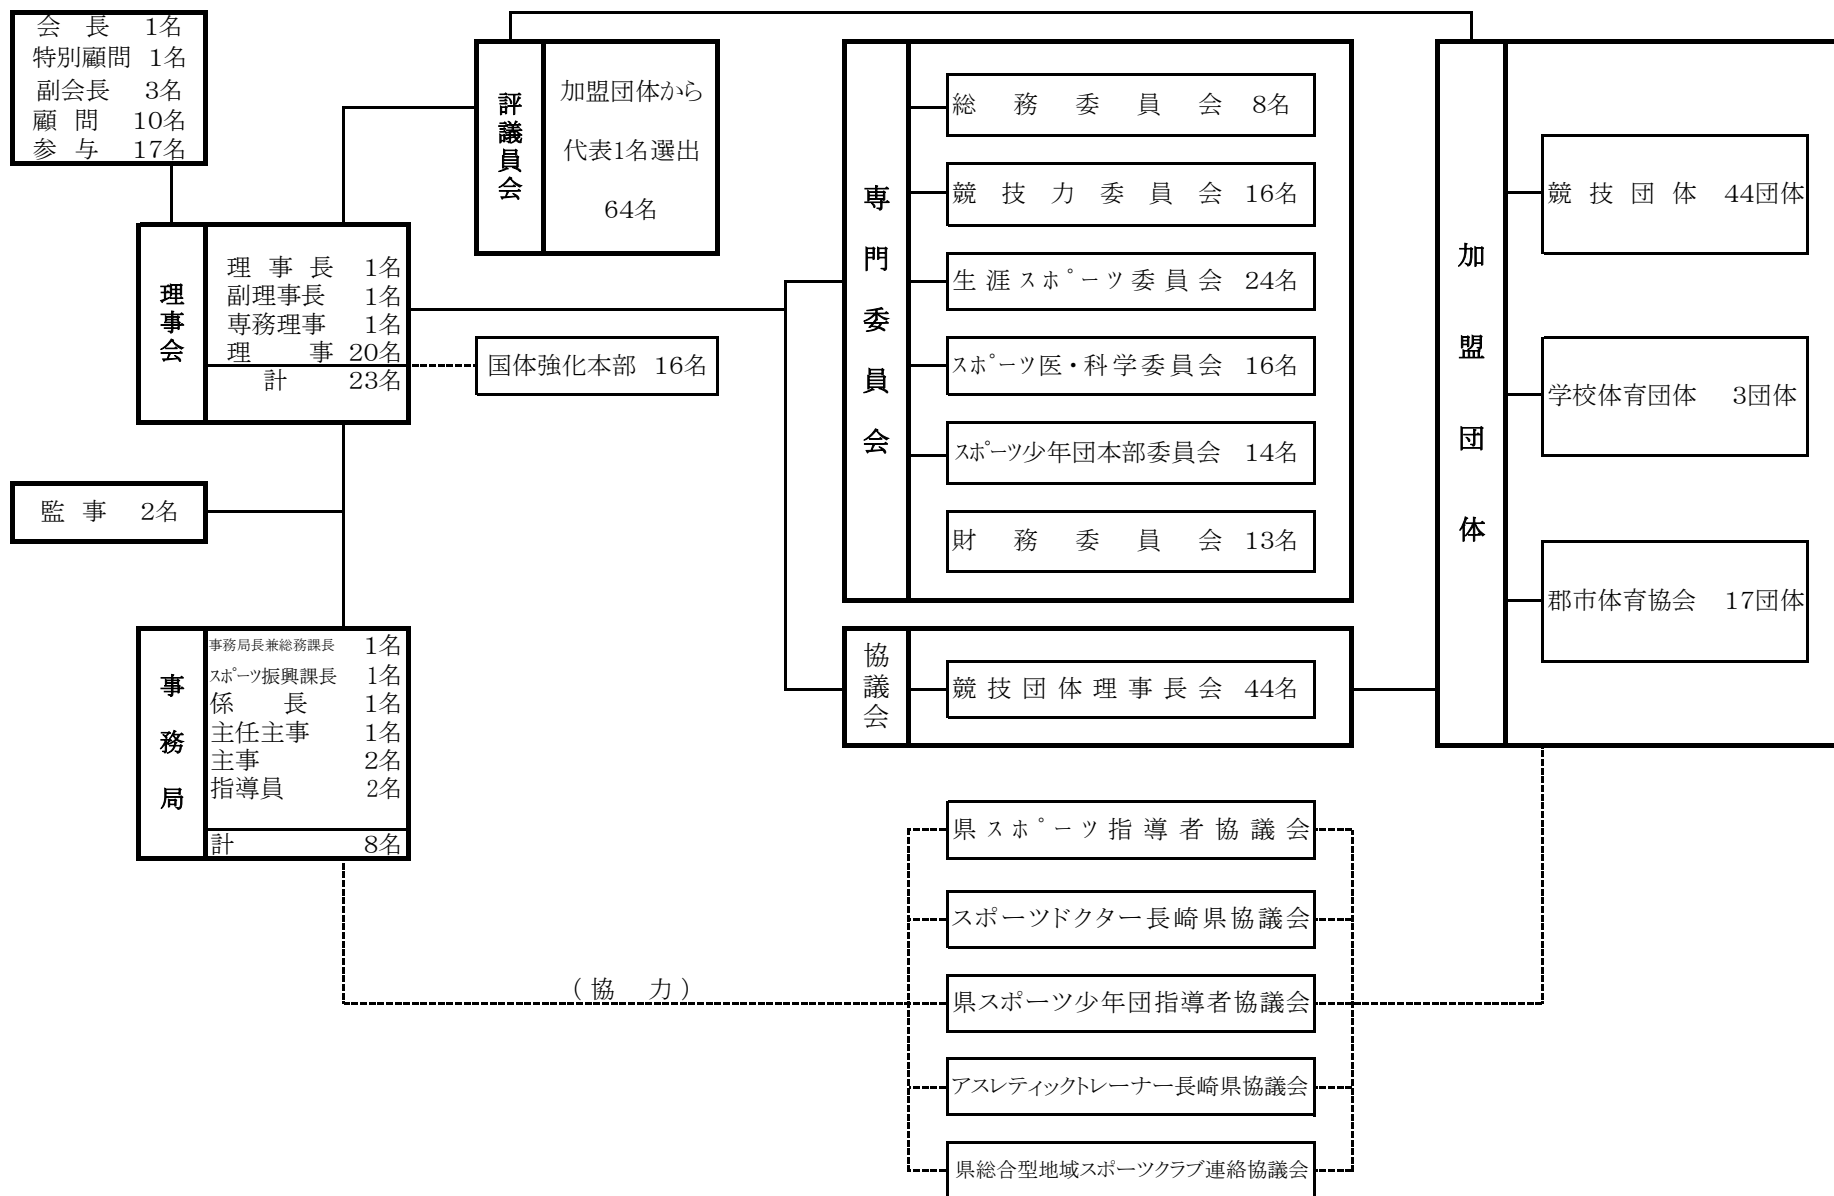 会長 1名
特別顧問 1名
副会長 3名
顧問 10名
参与 17名
理事会
理事長 1名
副理事長 1名
専務理事 1名
理事 20名
計 23名
監事 2名
事務局
事務局長兼総務課長 1名
スポーツ振興課長 1名
係長 1名
主任主事 1名
主事 2名
指導員 2名
計 8名
評議員会
加盟団体から
代表1名選出
64名
国体強化本部 16名
専門委員会
総務委員会 8名
競技力委員会 16名
生涯スポーツ委員会 24名
スポーツ医・科学委員会 16名
スポーツ少年団本部委員会 14名
財務委員会 13名
協議会
競技団体理事長会 44名
加盟団体
競技団体 44団体
学校体育団体 3団体
郡市体育協会 17団体
(協力)
県スポーツ指導者協議会
スポーツドクター長崎県協議会
県スポーツ少年団指導者協議会
アスレティックトレーナー長崎県協議会
県総合型地域スポーツクラブ連絡協議会